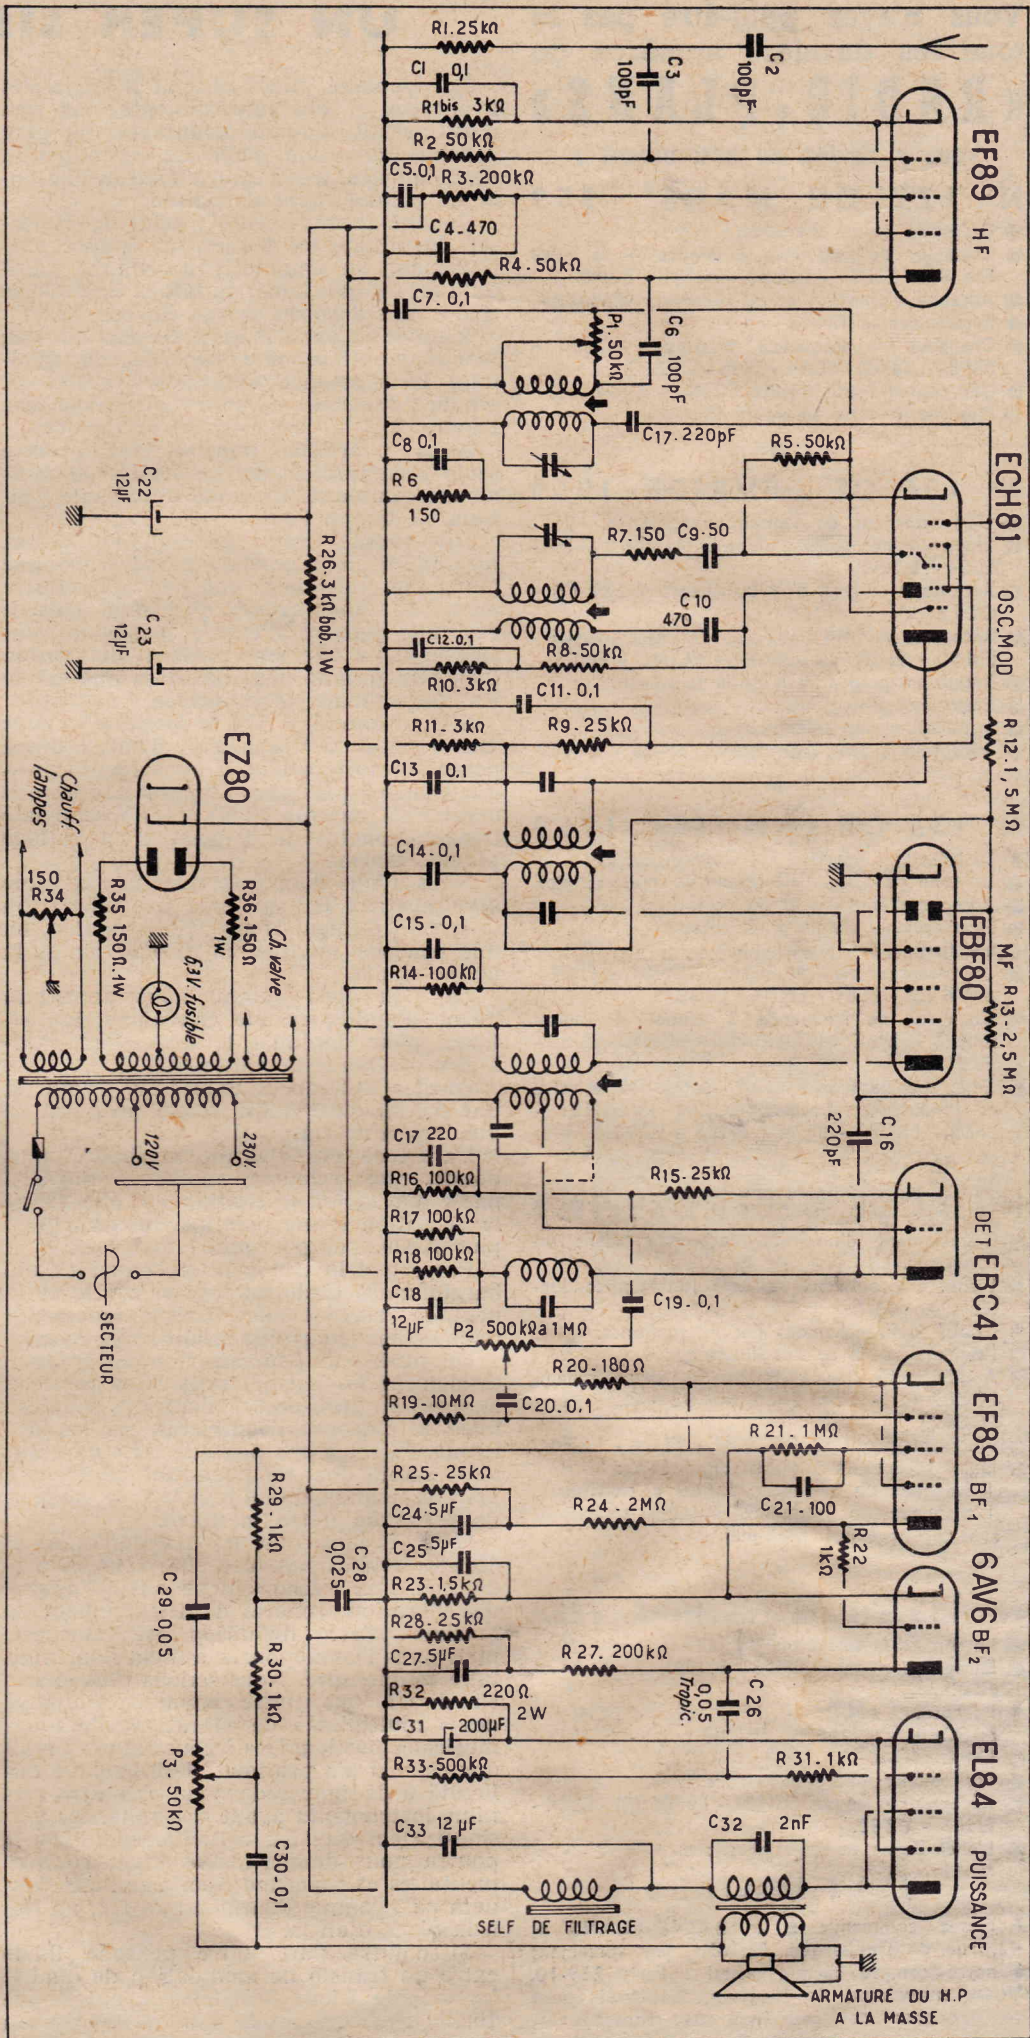 R1.25kΩ
C1 0,1
R1bis 3kΩ
R2 50kΩ
C5.0,1 R3-200kΩ
C4-470
R4-50kΩ
C7.0,1
C3
100pF
C2
100pF
EF89 HF
P1.50kΩ
C6 100pF
C17.220pF
C8 0,1
R6
150
R5.50kΩ
ECH81 OSC.MOD
R7.150 C9-50
C10
470
C12.0,1
R8-50kΩ
R10.3kΩ
C11.0,1
R11-3kΩ
R9-25kΩ
C13 0,1
R12.1,5MΩ
C22
12µF
R26.3kΩ bob.1W
C23
12µF
EZ80
Chauff
lampes
150
R34
R35 150Ω.1W
R36-150Ω
1W
6,3V. fusible
Ch.valve
120V
230V.
SECTEUR
C14-0,1
C15-0,1
R14-100kΩ
EBF80
MF R13-2,5MΩ
C16
220pF
C17 220
R16 100kΩ
R15-25kΩ
R17 100kΩ
R18 100kΩ
C18
12µF
C19-0,1
DET EBC41
P2 500kΩ à 1MΩ
R20-180Ω
R19-10MΩ
C20.0,1
R21.1MΩ
C21-100
EF89 BF1
R25-25kΩ
C24.5µF
R24.2MΩ
R22
1kΩ
C25.5µF
R23-1,5kΩ
6AV6 BF2
R28-25kΩ
C27.5µF
R27.200kΩ
C26
0,05
Tropic.
R32 220Ω
2W
C31 200µF
R33-500kΩ
R31.1kΩ
EL84 PUISSANCE
C33 12µF
C32 2nF
R29.1kΩ
C28
0,025
C29.0,05
R30.1kΩ
P3-50kΩ
C30-0,1
SELF DE FILTRAGE
ARMATURE DU H.P
A LA MASSE